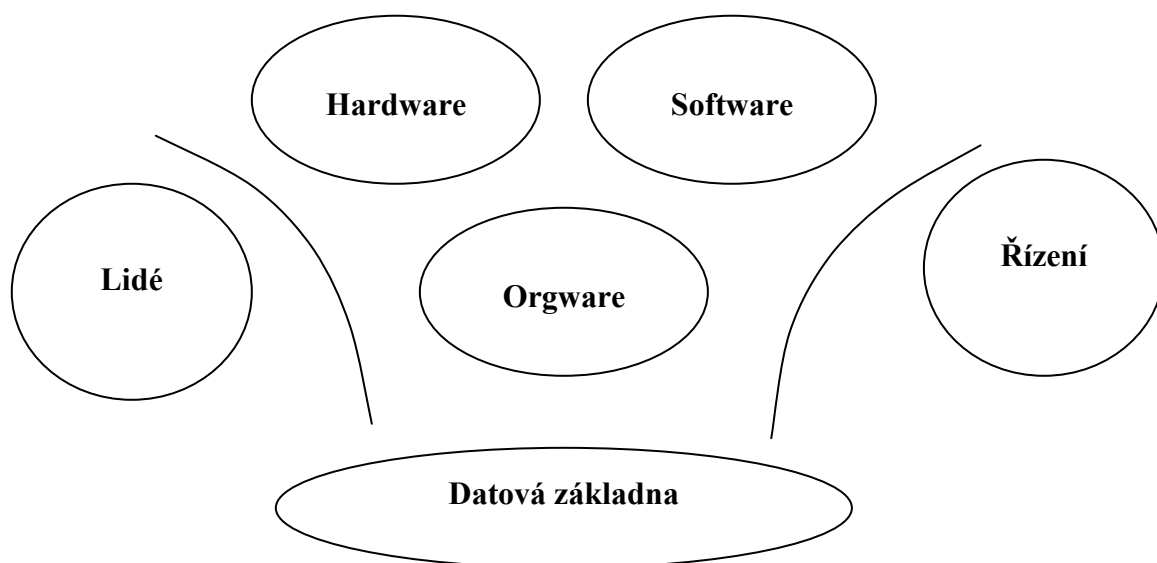 Hardware
Software
Lidé
Orgware
Řízení
Datová základna